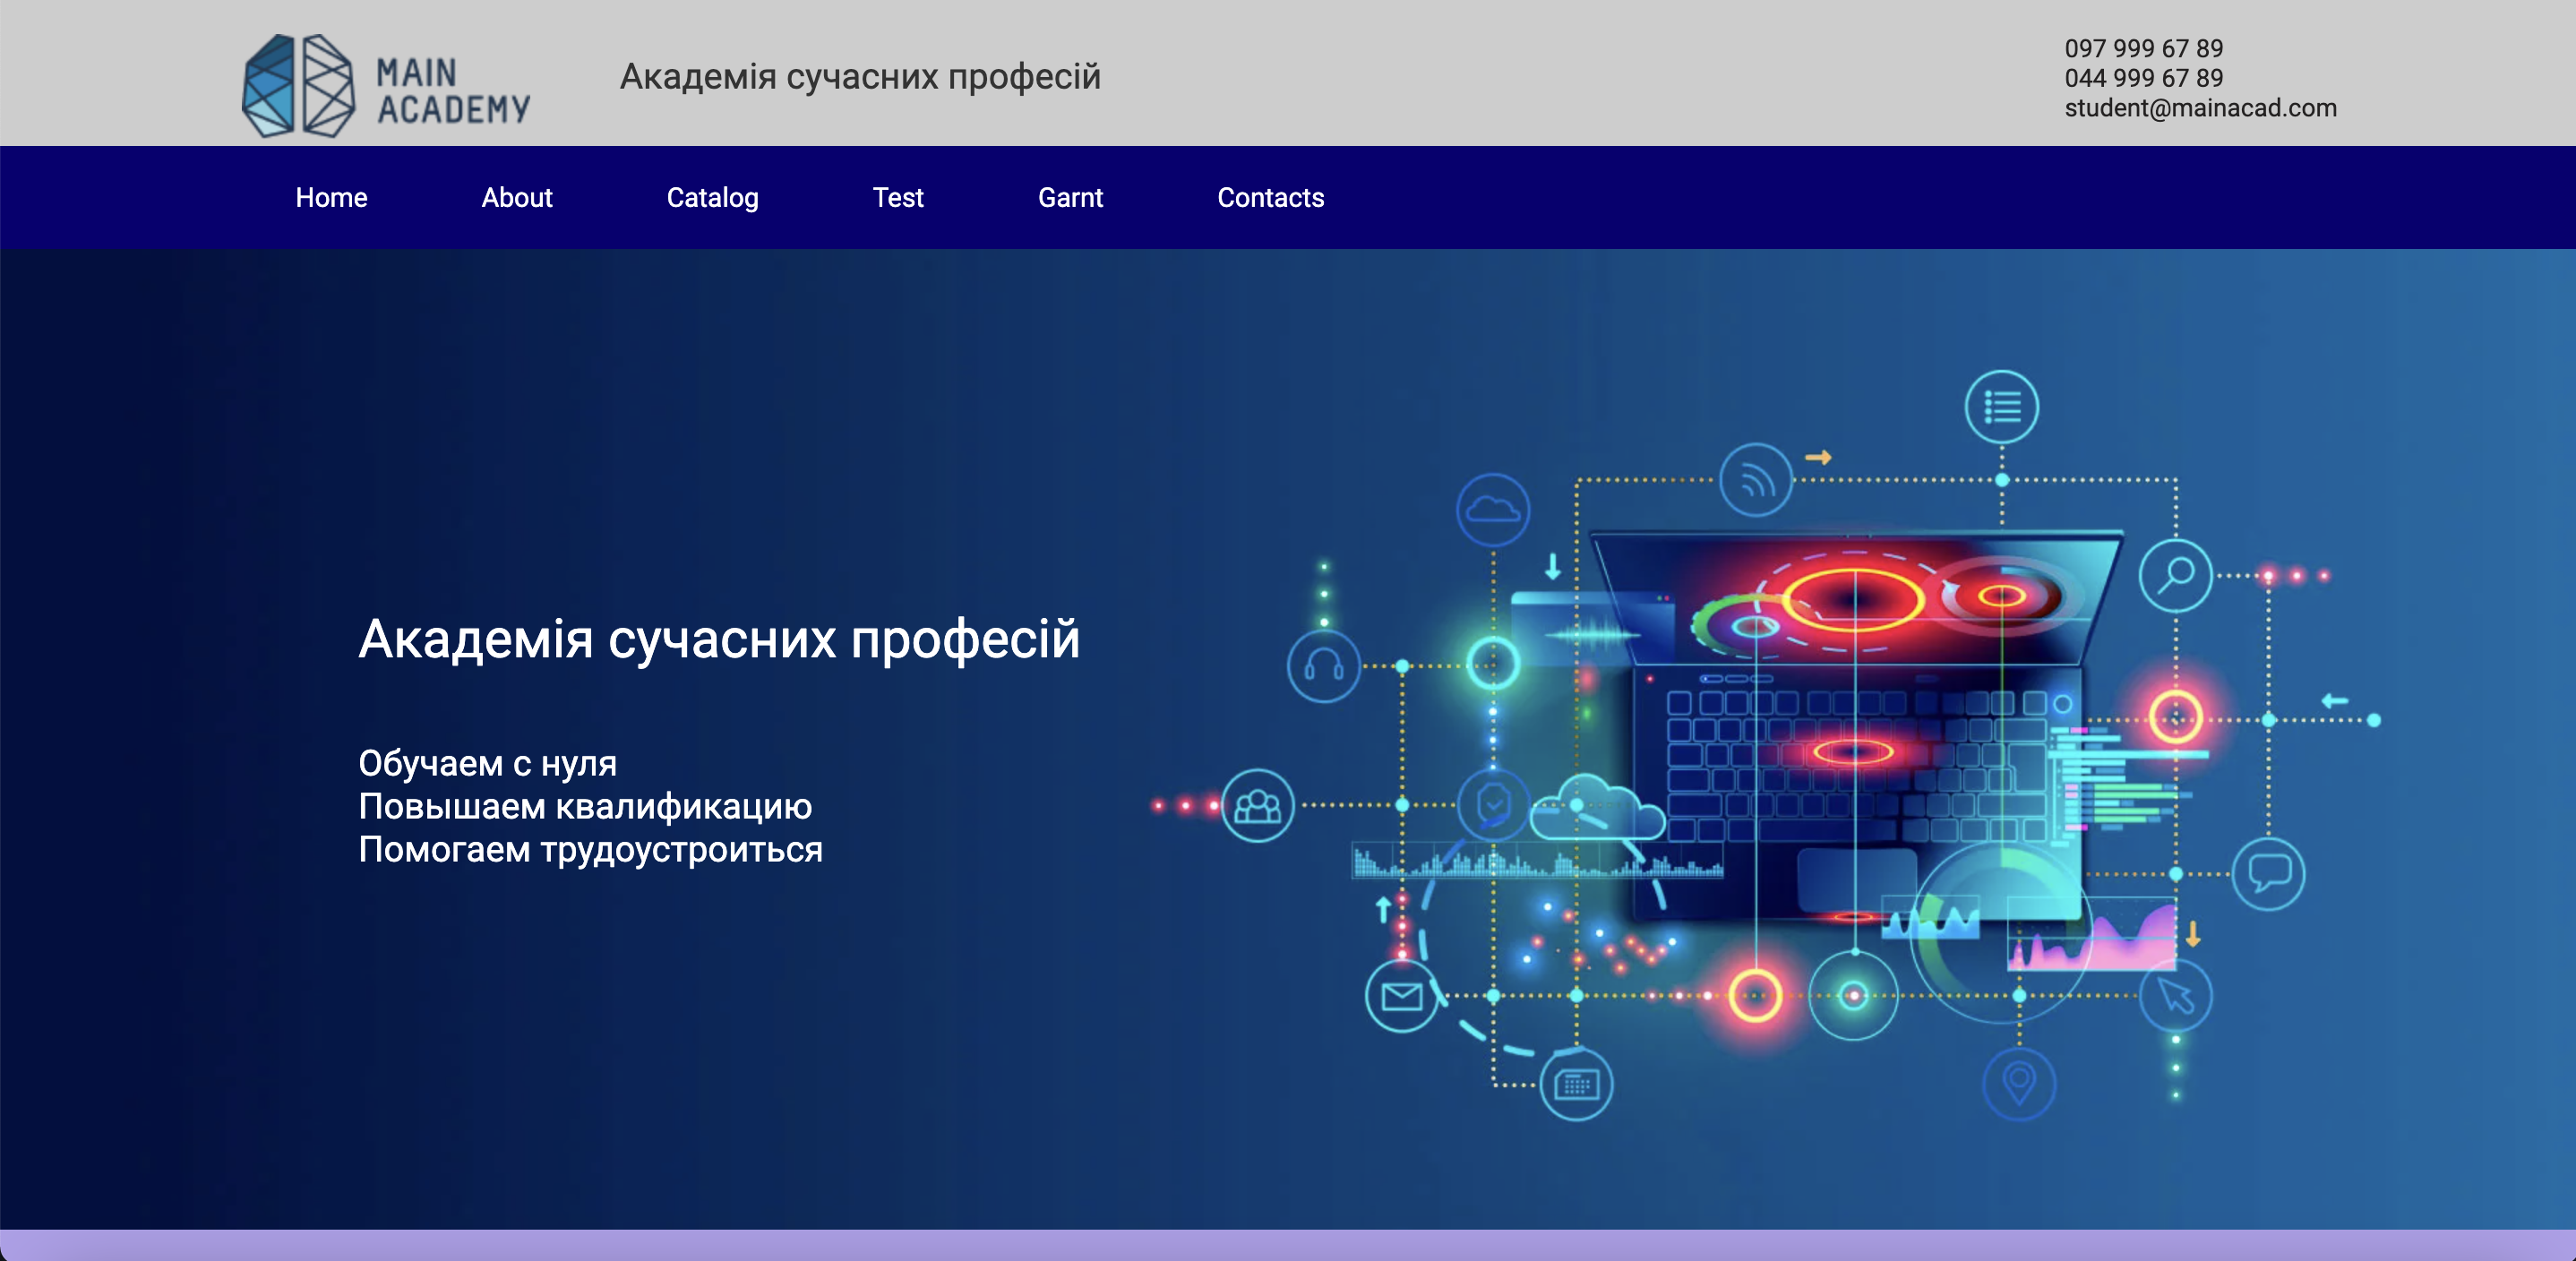 MAIN
ACADEMY
Академія сучасних професій
097 999 67 89
044 999 67 89
student@mainacad.com
Home About Catalog Test Garnt Contacts
Академія сучасних професій
Обучаем с нуля
Повышаем квалификацию
Помогаем трудоустроиться